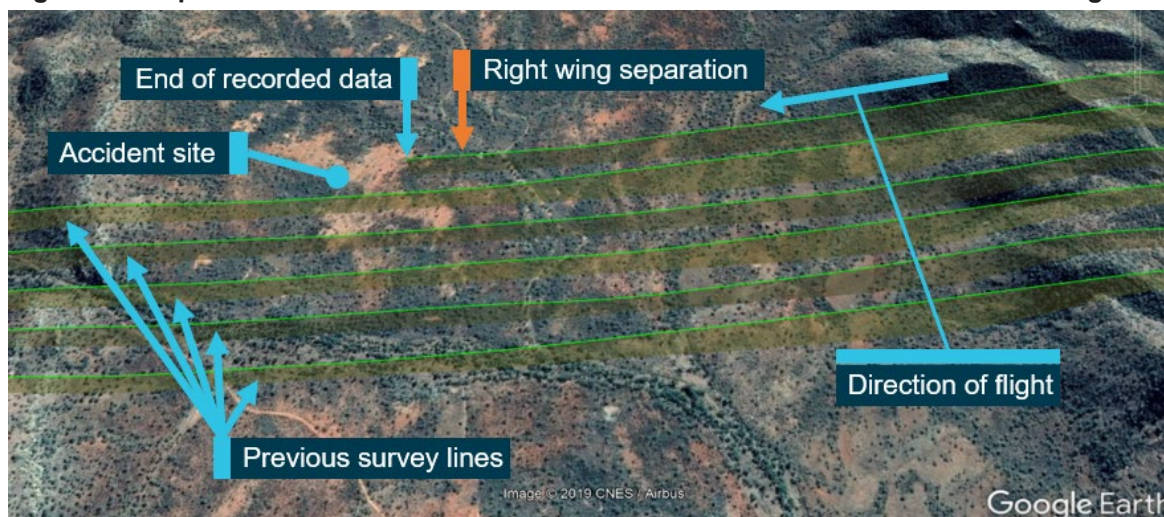 End of recorded data
Right wing separation
Accident site
Direction of flight
Previous survey lines
Image © 2019 CNES / Airbus
Google Earth